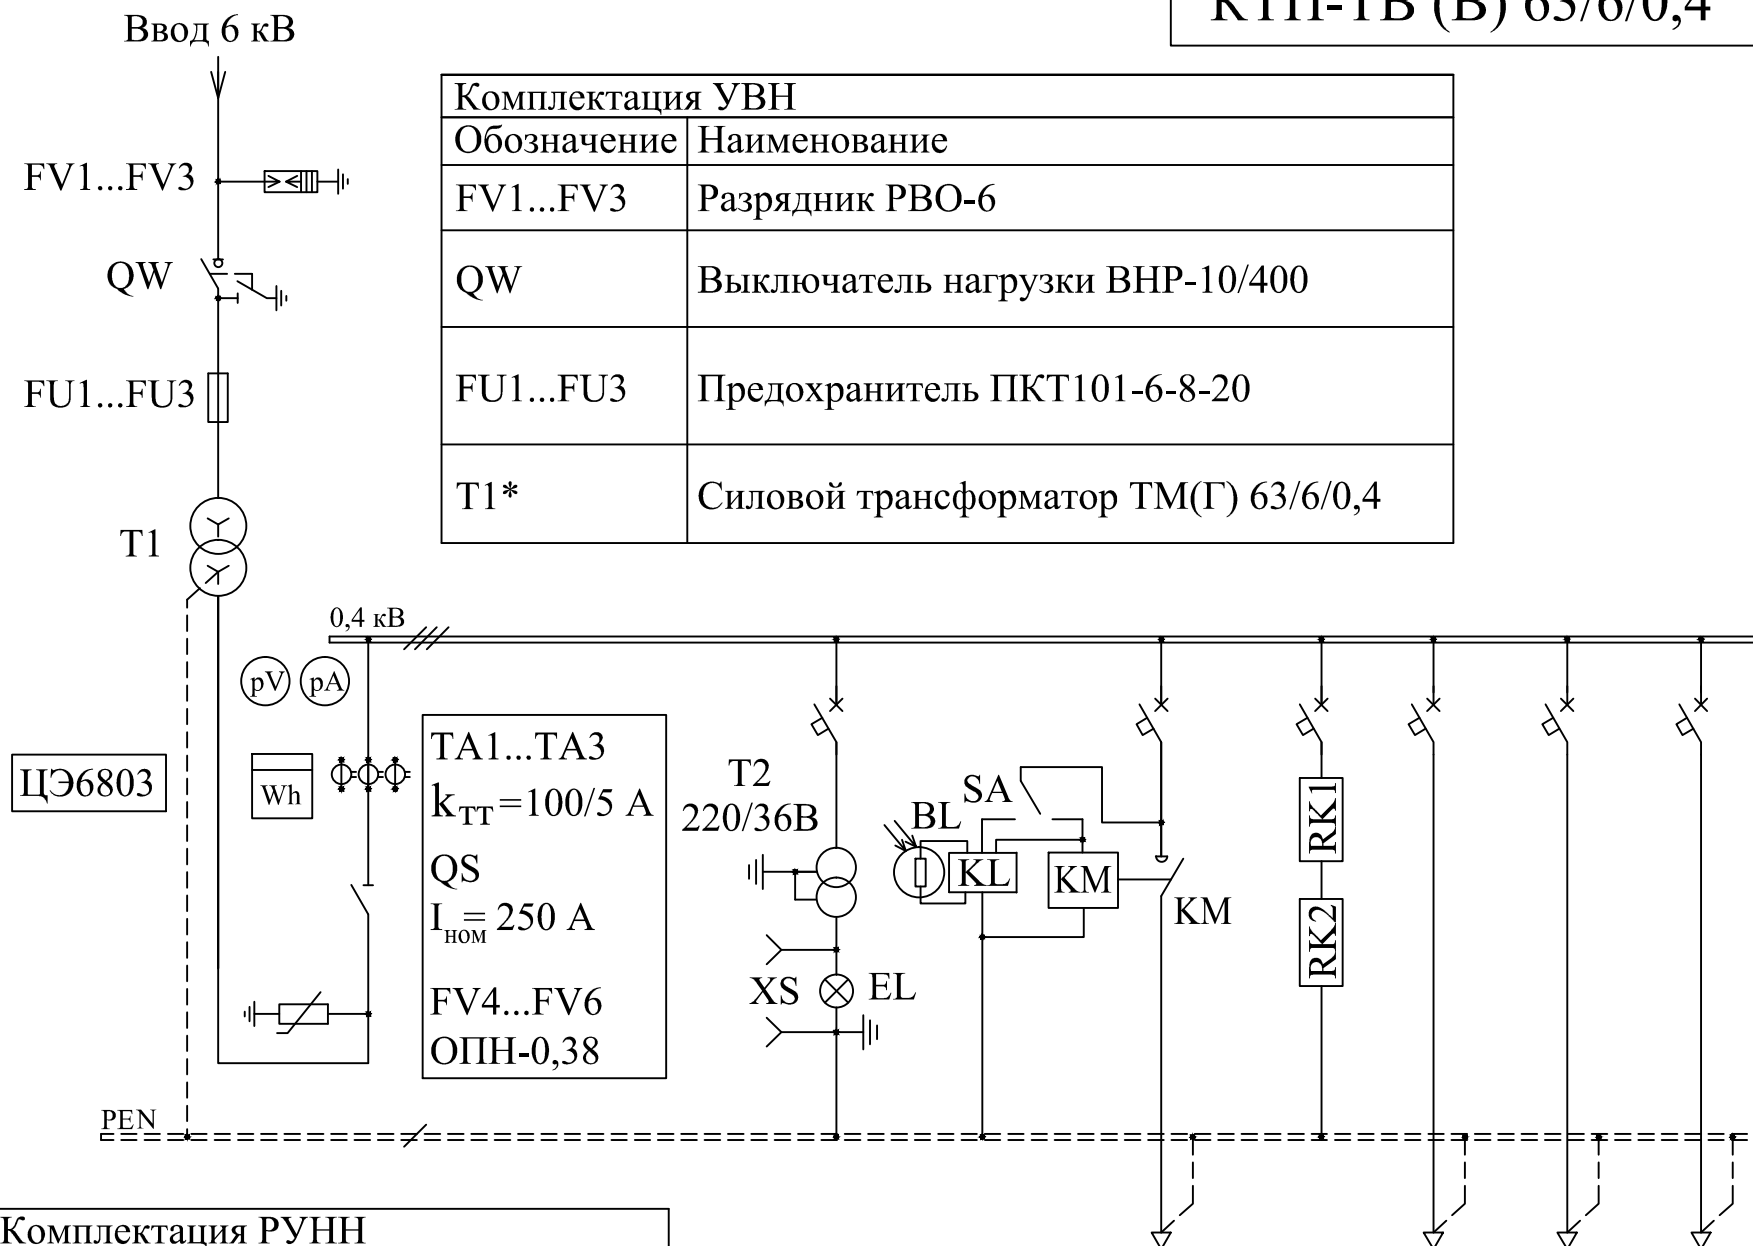 КТП-ТВ (В) 63/6/0,4
Ввод 6 кВ
Комплектация УВН
Обозначение Наименование
FV1...FV3 Разрядник РВО-6
QW Выключатель нагрузки ВНР-10/400
FU1...FU3 Предохранитель ПКТ101-6-8-20
Т1* Силовой трансформатор ТМ(Г) 63/6/0,4
FV1...FV3
QW
FU1...FU3
Т1
0,4 кВ
pV pA
ЦЭ6803
Wh
TA1...TA3
kтт=100/5 А
QS
Iном= 250 А
FV4...FV6
ОПН-0,38
Т2
220/36В
XS
EL
BL
SA
KL
KM
KM
RK1
RK2
PEN
Комплектация РУНН